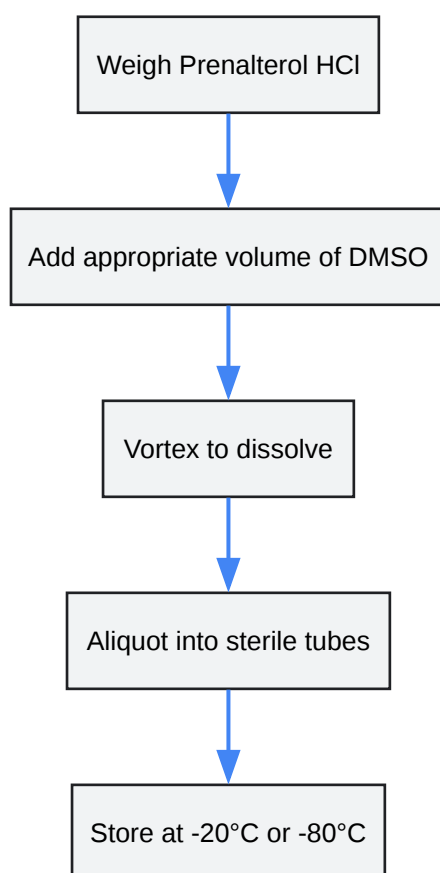 Weigh Prenalterol HCl
Add appropriate volume of DMSO
Vortex to dissolve
Aliquot into sterile tubes
Store at -20°C or -80°C